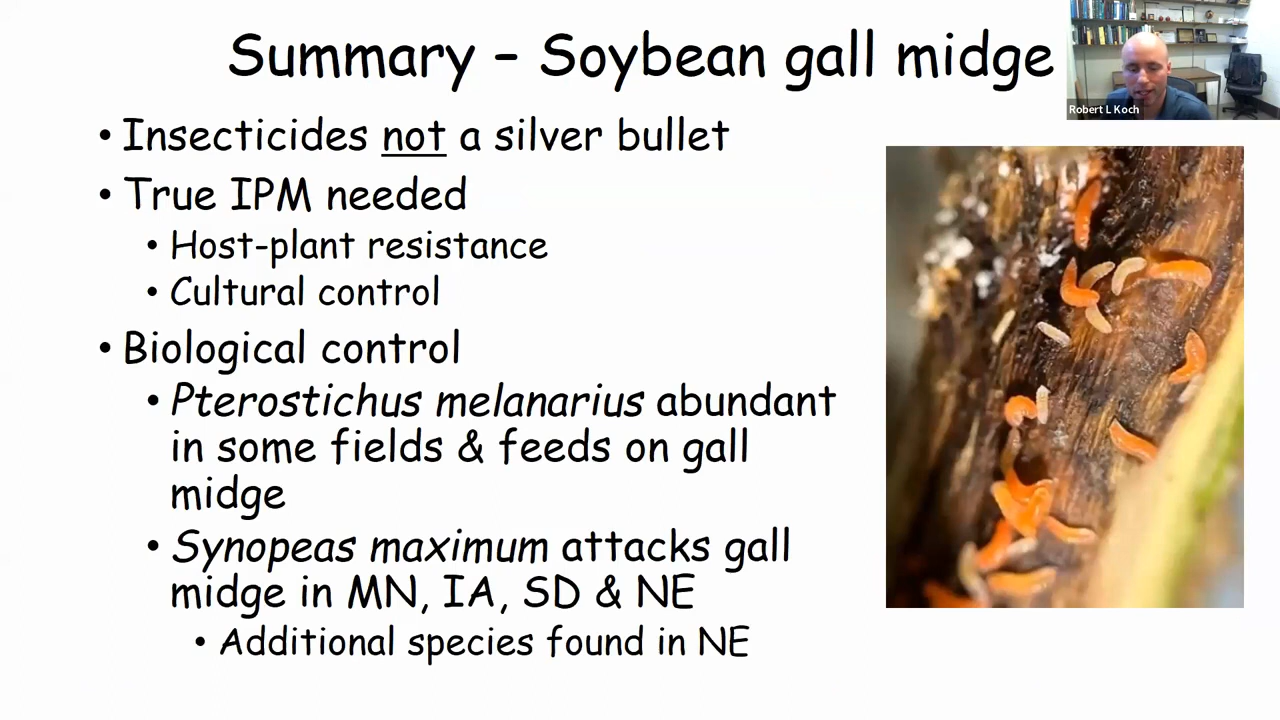 Summary – Soybean gall midge
Robert L Koch
• Insecticides not a silver bullet
• True IPM needed
• Host-plant resistance
• Cultural control
• Biological control
• Pterostichus melanarius abundant
in some fields & feeds on gall
midge
• Synopeas maximum attacks gall
midge in MN, IA, SD & NE
• Additional species found in NE